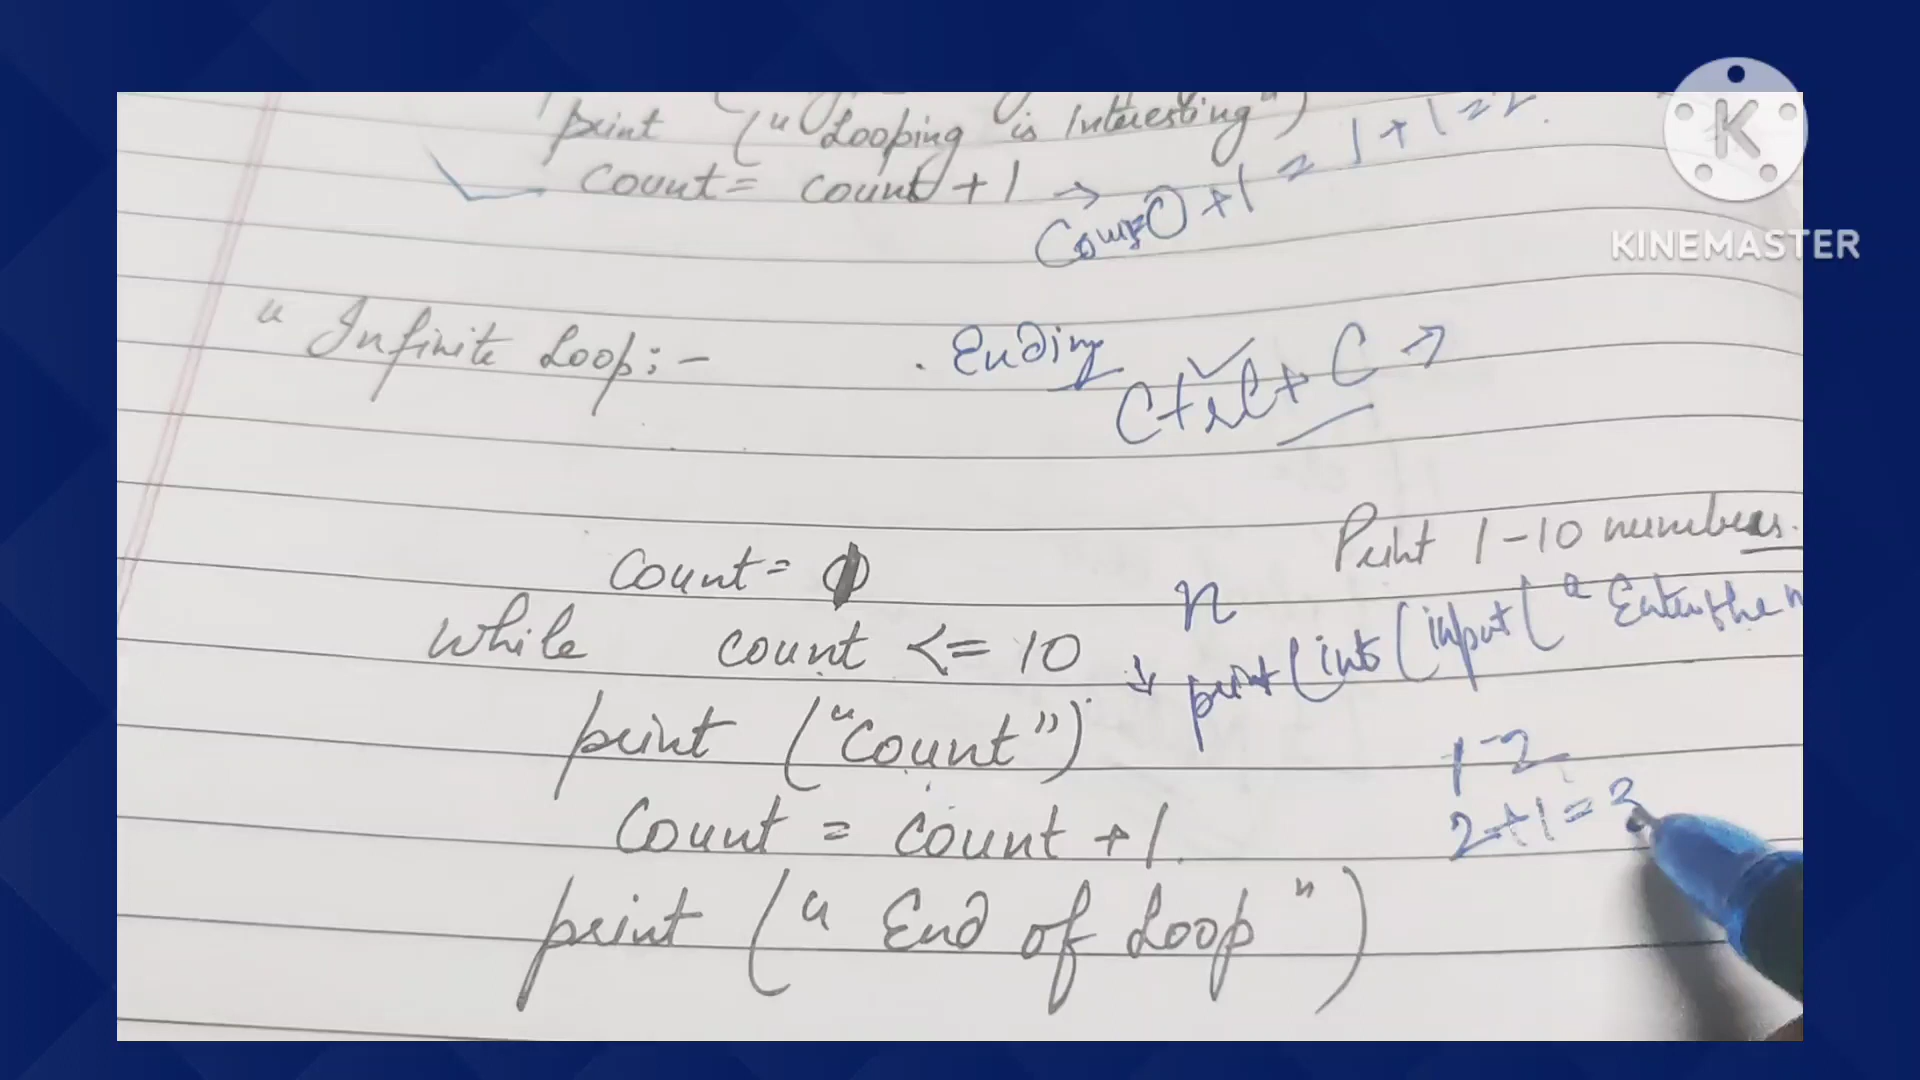 print ("Looping is Interesting")
count = count + 1 → Count=0+1 = 1+1=2.
K
KINEMASTER
" Infinite Loop:-
. Ending Ctrl + C →
Print 1-10 numbers.
count = 1
n
while count <= 10
↓ print (int (input (" Enter the n
print ("Count")
1-2
2+1=3
Count = count +1
print (" End of Loop ")